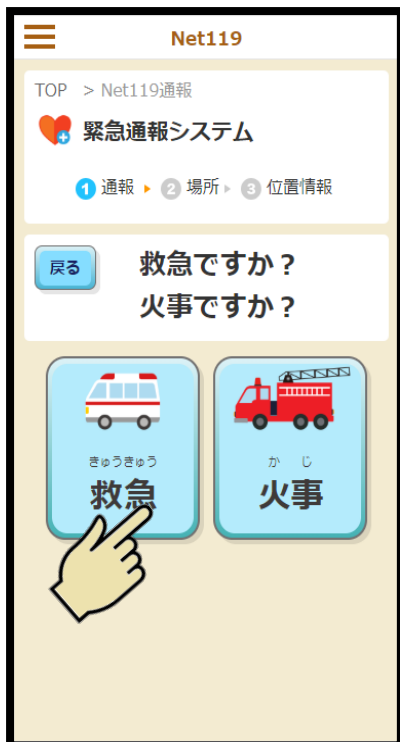 Net119
TOP > Net119通報
緊急通報システム
1 通報 ▶ 2 場所 ▶ 3 位置情報
戻る
救急ですか？
火事ですか？
きゅうきゅう
救急
かじ
火事